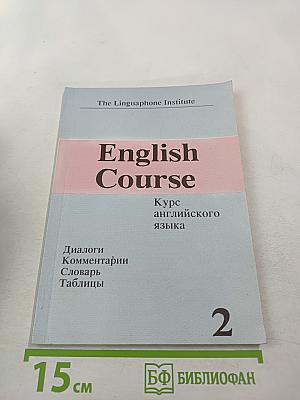 The Linguaphone Institute
English
Course
Курс
английского
языка
Диалоги
Комментарии
Словарь
Таблицы
2
15 см
БФ БИБЛИОФАН